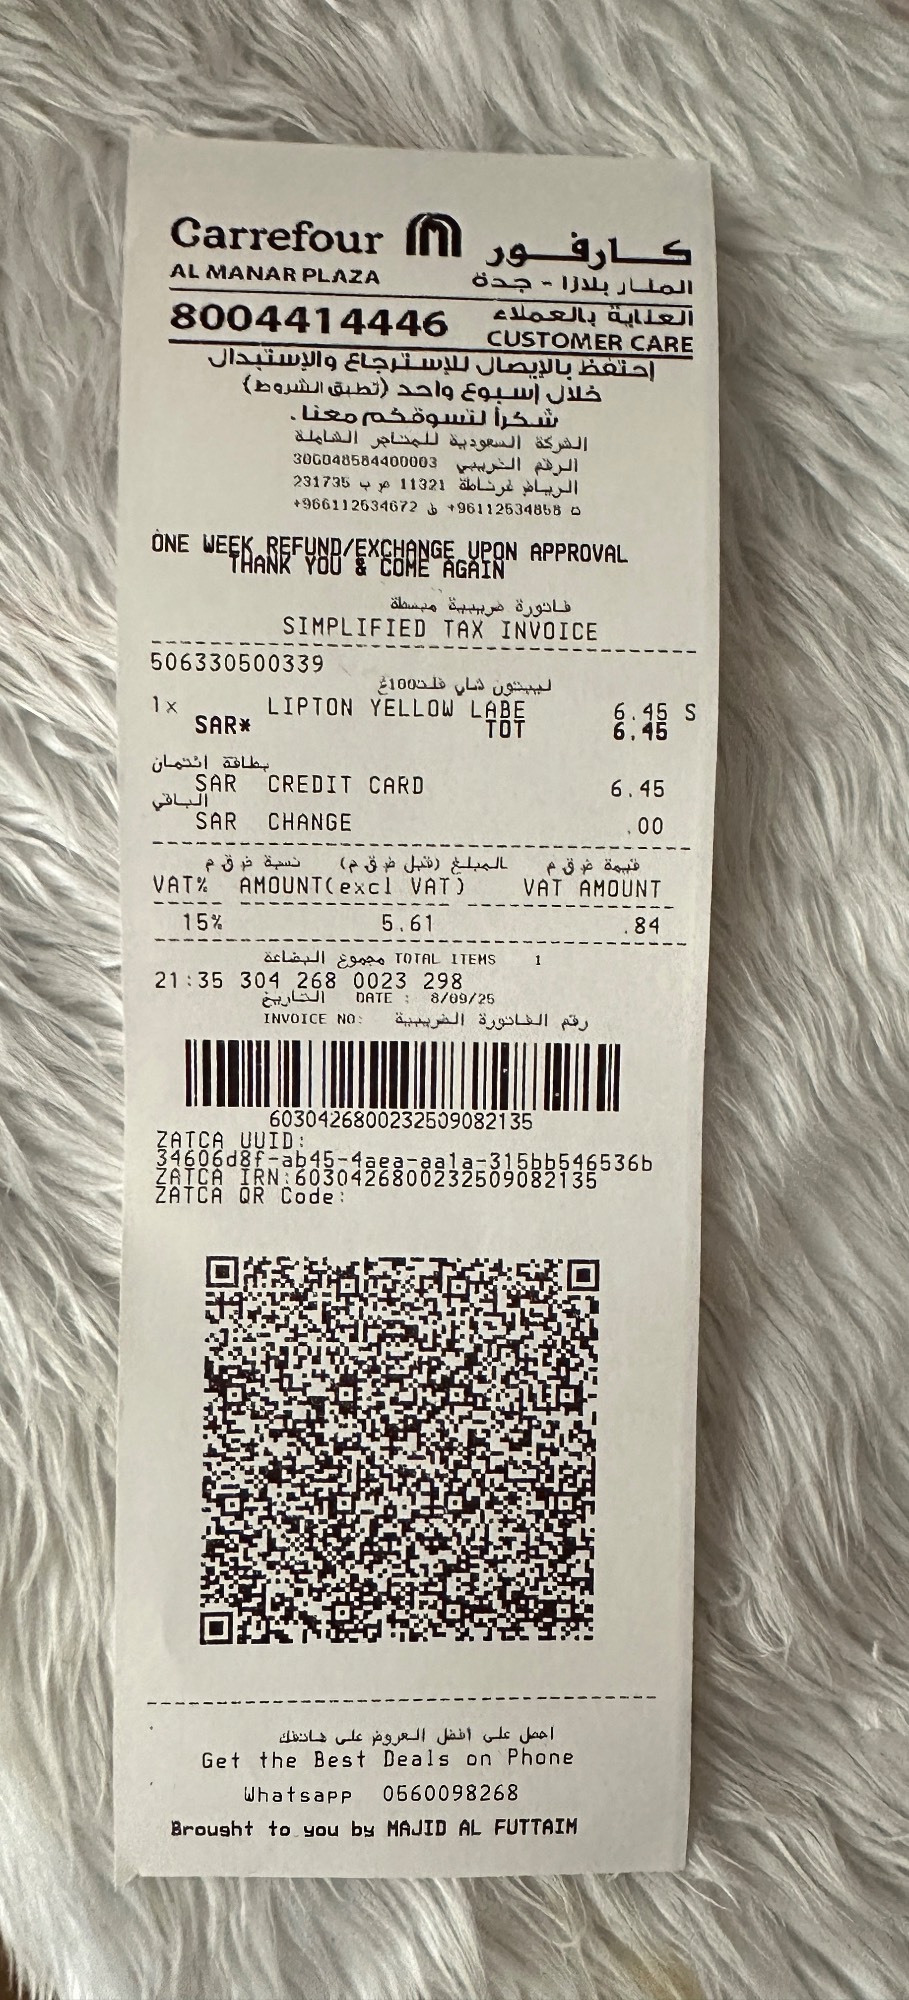 Carrefour كارفور
AL MANAR PLAZA المنار بلازا - جدة
8004414446 العناية بالعملاء
CUSTOMER CARE
إحتفظ بالإيصال للإسترجاع والإستبدال
خلال إسبوع واحد (تطبق الشروط)
شكراً لتسوقكم معنا.
الشركة السعودية للمتاجر الشاملة
الرقم الضريبي 300048584400003
الرياض غرناطة 11321 ص ب 231735
ت +96112534858 ف +966112534672
ONE WEEK REFUND/EXCHANGE UPON APPROVAL
THANK YOU & COME AGAIN
فاتورة ضريبية مبسطة
SIMPLIFIED TAX INVOICE
506330500339
ليبتون شاي فلت100غ
1x LIPTON YELLOW LABE 6.45 S
SAR* TOT 6.45
بطاقة ائتمان
SAR CREDIT CARD 6.45
الباقي
SAR CHANGE .00
نسبة ض ق م المبلغ (قبل ض ق م) قيمة ض ق م
VAT% AMOUNT(excl VAT) VAT AMOUNT
15% 5.61 .84
مجموع البضاعة TOTAL ITEMS 1
21:35 304 268 0023 298
التاريخ DATE : 8/09/25
INVOICE NO: رقم الفاتورة الضريبية
6030426800232509082135
ZATCA UUID:
34606d8f-ab45-4aea-aa1a-315bb546536b
ZATCA IRN:6030426800232509082135
ZATCA QR Code:
احصل على افضل العروض على هاتفك
Get the Best Deals on Phone
Whatsapp 0560098268
Brought to you by MAJID AL FUTTAIM